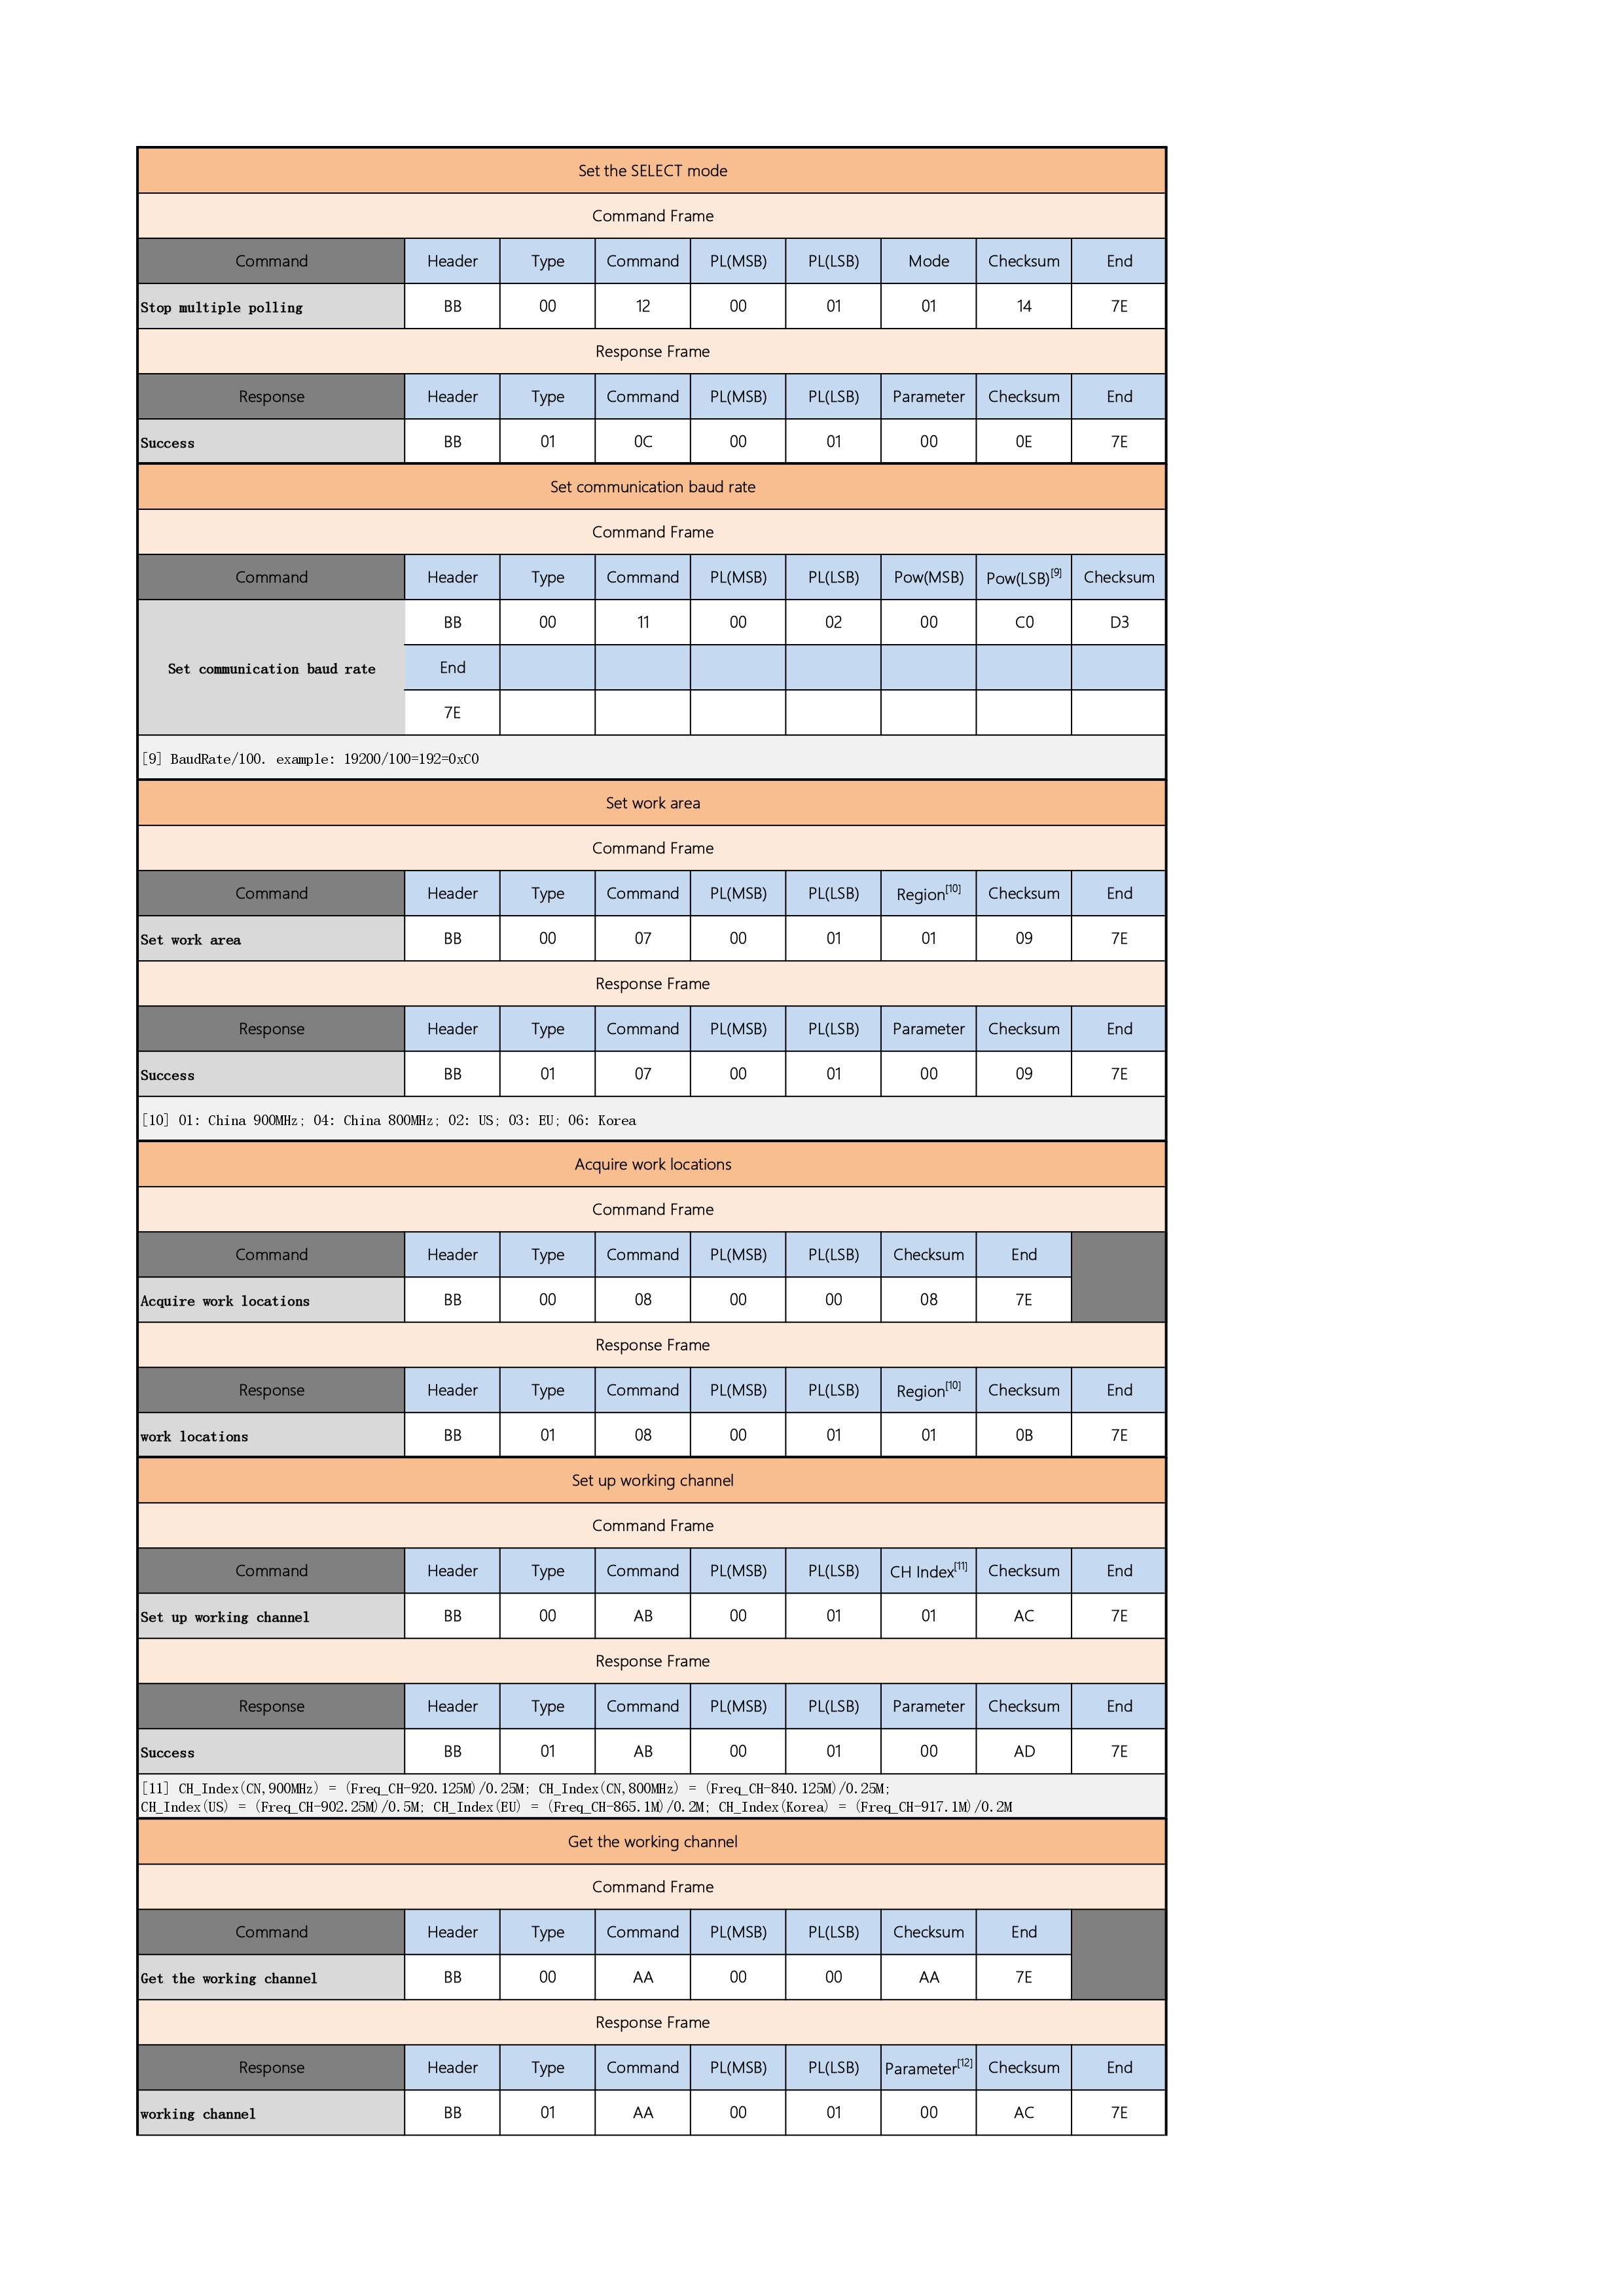 Set the SELECT mode
Command Frame
Command Header Type Command PL(MSB) PL(LSB) Mode Checksum End
Stop multiple polling BB 00 12 00 01 01 14 7E
Response Frame
Response Header Type Command PL(MSB) PL(LSB) Parameter Checksum End
Success BB 01 0C 00 01 00 0E 7E
Set communication baud rate
Command Frame
Command Header Type Command PL(MSB) PL(LSB) Pow(MSB) Pow(LSB)[9] Checksum
BB 00 11 00 02 00 C0 D3
Set communication baud rate End
7E
[9] BaudRate/100. example: 19200/100=192=0xC0
Set work area
Command Frame
Command Header Type Command PL(MSB) PL(LSB) Region[10] Checksum End
Set work area BB 00 07 00 01 01 09 7E
Response Frame
Response Header Type Command PL(MSB) PL(LSB) Parameter Checksum End
Success BB 01 07 00 01 00 09 7E
[10] 01: China 900MHz; 04: China 800MHz; 02: US; 03: EU; 06: Korea
Acquire work locations
Command Frame
Command Header Type Command PL(MSB) PL(LSB) Checksum End
Acquire work locations BB 00 08 00 00 08 7E
Response Frame
Response Header Type Command PL(MSB) PL(LSB) Region[10] Checksum End
work locations BB 01 08 00 01 01 0B 7E
Set up working channel
Command Frame
Command Header Type Command PL(MSB) PL(LSB) CH Index[11] Checksum End
Set up working channel BB 00 AB 00 01 01 AC 7E
Response Frame
Response Header Type Command PL(MSB) PL(LSB) Parameter Checksum End
Success BB 01 AB 00 01 00 AD 7E
[11] CH_Index(CN,900MHz) = (Freq_CH-920.125M)/0.25M; CH_Index(CN,800MHz) = (Freq_CH-840.125M)/0.25M;
CH_Index(US) = (Freq_CH-902.25M)/0.5M; CH_Index(EU) = (Freq_CH-865.1M)/0.2M; CH_Index(Korea) = (Freq_CH-917.1M)/0.2M
Get the working channel
Command Frame
Command Header Type Command PL(MSB) PL(LSB) Checksum End
Get the working channel BB 00 AA 00 00 AA 7E
Response Frame
Response Header Type Command PL(MSB) PL(LSB) Parameter[12] Checksum End
working channel BB 01 AA 00 01 00 AC 7E